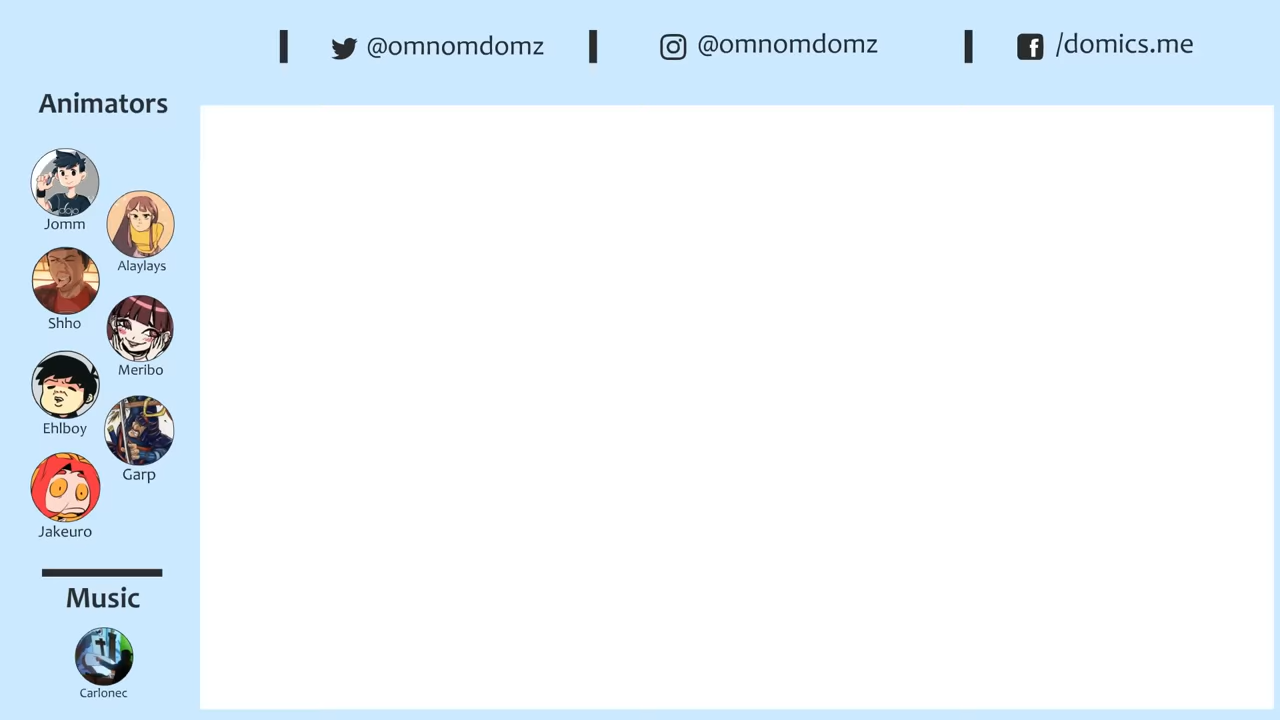 @omnomdomz
@omnomdomz
/domics.me
Animators
Jomm
Alaylays
Shho
Meribo
Ehlboy
Garp
Jakeuro
Music
Carlonec